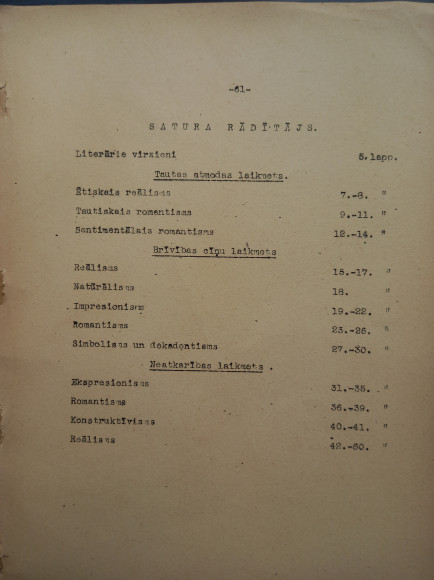 -61-
SATURA RĀDĪTĀJS.
Literārie virzieni 5.lapp.
Tautas atmodas laikmets.
Ētiskais reālisms 7.-8. "
Tautiskais romantisms 9.-11. "
Santimentālais romantisms 12.-14. "
Brīvības cīņu laikmets
Reālisms 15.-17. "
Natūrālisms 18. "
Impresionisms 19.-22. "
Romantisms 23.-26. "
Simbolisms un dekadentisms 27.-30. "
Neatkarības laikmets.
Ekspresionisms 31.-35. "
Romantisms 36.-39. "
Konstruktīvisms 40.-41. "
Reālisms 42.-60. "